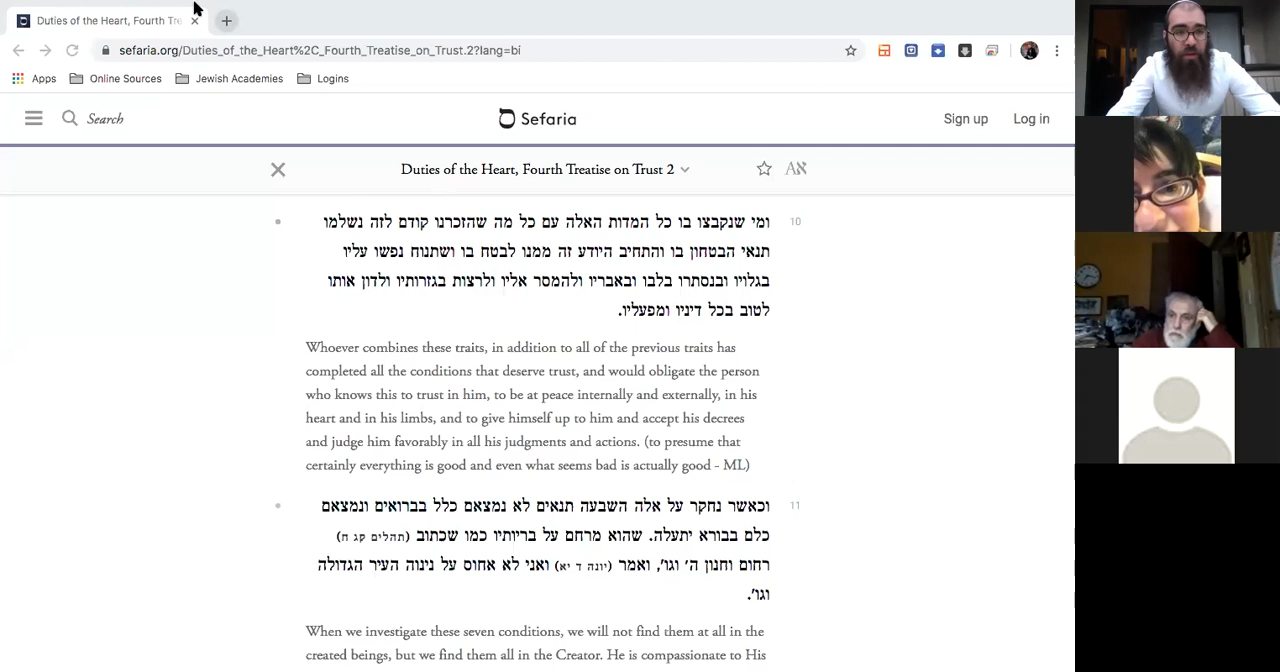 Duties of the Heart, Fourth Tre
sefaria.org/Duties_of_the_Heart%2C_Fourth_Treatise_on_Trust.2?lang=bi
Apps Online Sources Jewish Academies Logins
Search Sefaria Sign up Log in
Duties of the Heart, Fourth Treatise on Trust 2 Aא
10
ומי שנקבצו בו כל המדות האלה עם כל מה שהזכרנו קודם לזה נשלמו
תנאי הבטחון בו והתחיב היודע זה ממנו לבטח בו ושתנוח נפשו עליו
בגלויו ובנסתרו בלבו ובאבריו ולהמסר אליו ולרצות בגזרותיו ולדון אותו
לטוב בכל דיניו ומפעליו.
Whoever combines these traits, in addition to all of the previous traits has
completed all the conditions that deserve trust, and would obligate the person
who knows this to trust in him, to be at peace internally and externally, in his
heart and in his limbs, and to give himself up to him and accept his decrees
and judge him favorably in all his judgments and actions. (to presume that
certainly everything is good and even what seems bad is actually good - ML)
11
וכאשר נחקר על אלה השבעה תנאים לא נמצאם כלל בברואים ונמצאם
כלם בבורא יתעלה. שהוא מרחם על בריותיו כמו שכתוב (תהלים קג ח)
רחום וחנון ה׳ וגו׳, ואמר (יונה ד יא) ואני לא אחוס על נינוה העיר הגדולה
וגו׳.
When we investigate these seven conditions, we will not find them at all in the
created beings, but we find them all in the Creator. He is compassionate to His